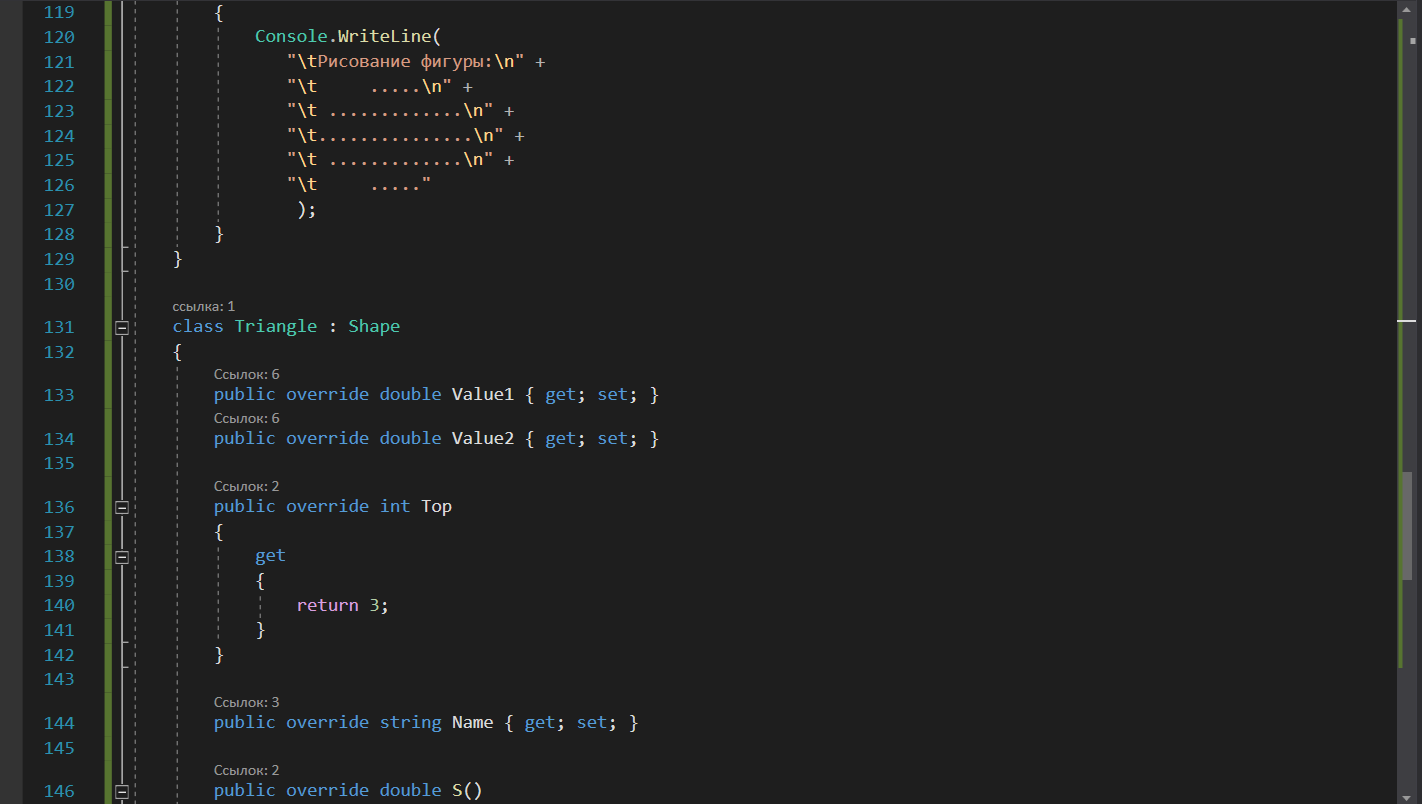 119 {
120 Console.WriteLine(
121 "\tРисование фигуры:\n" +
122 "\t     .....\n" +
123 "\t .............\n" +
124 "\t...............\n" +
125 "\t .............\n" +
126 "\t     ....."
127 );
128 }
129 }
130
ссылка: 1
131 class Triangle : Shape
132 {
Ссылок: 6
133 public override double Value1 { get; set; }
Ссылок: 6
134 public override double Value2 { get; set; }
135
Ссылок: 2
136 public override int Top
137 {
138 get
139 {
140 return 3;
141 }
142 }
143
Ссылок: 3
144 public override string Name { get; set; }
145
Ссылок: 2
146 public override double S()